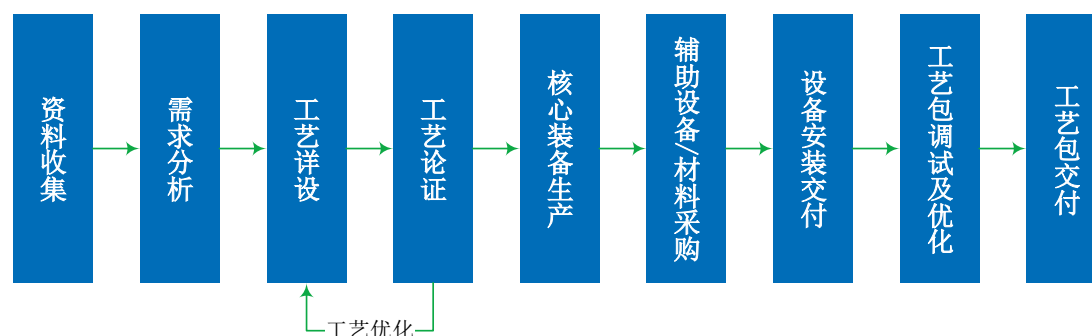 资料收集
需求分析
工艺详设
工艺论证
核心装备生产
辅助设备/材料采购
设备安装交付
工艺包调试及优化
工艺包交付
工艺优化